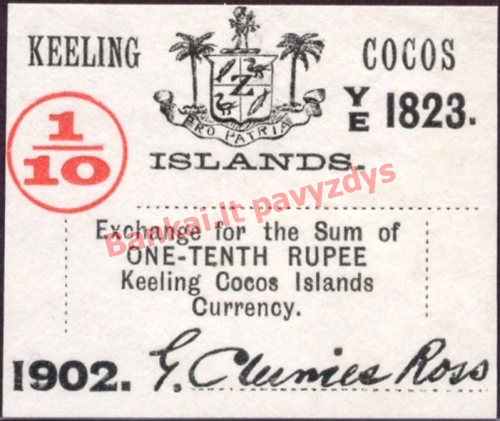 KEELING COCOS
Z
PRO PATRIA
YE 1823.
1/10
ISLANDS.
Bankai.lt pavyzdys
Exchange for the Sum of
ONE-TENTH RUPEE
Keeling Cocos Islands
Currency.
1902. G. Clunies Ross